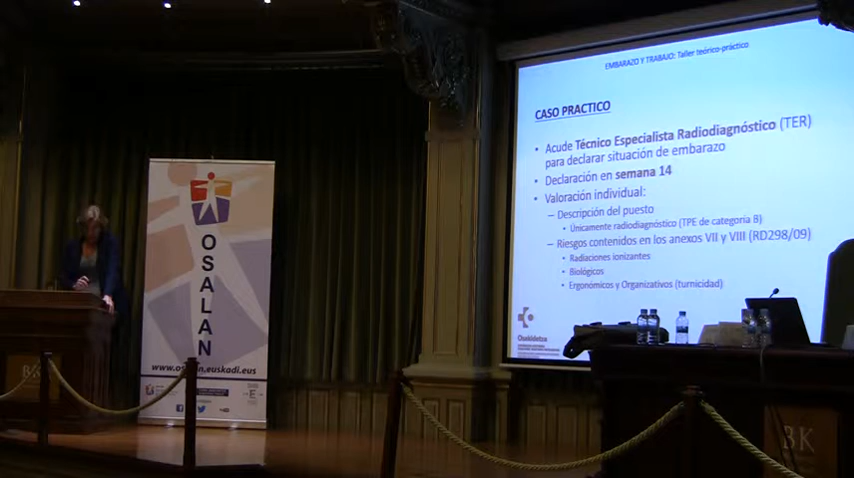 EMBARAZO Y TRABAJO: Taller teórico-práctico
CASO PRACTICO
• Acude Técnico Especialista Radiodiagnóstico (TER)
para declarar situación de embarazo
• Declaración en semana 14
• Valoración individual:
– Descripción del puesto
• Únicamente radiodiagnóstico (TPE de categoría B)
– Riesgos contenidos en los anexos VII y VIII (RD298/09)
• Radiaciones ionizantes
• Biológicos
• Ergonómicos y Organizativos (turnicidad)
Osakidetza
OSALAN
www.osalan.euskadi.eus
BK
BK